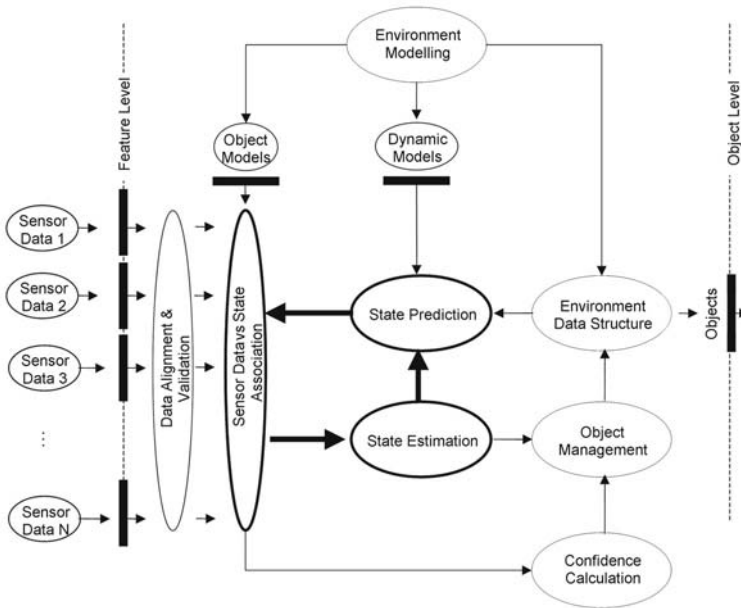 Environment
Modelling
Feature Level
Object Level
Object
Models
Dynamic
Models
Sensor
Data 1
Sensor
Data 2
Sensor
Data 3
...
Sensor
Data N
Data Alignment &
Validation
Sensor Data vs State
Association
State Prediction
State Estimation
Environment
Data Structure
Objects
Object
Management
Confidence
Calculation